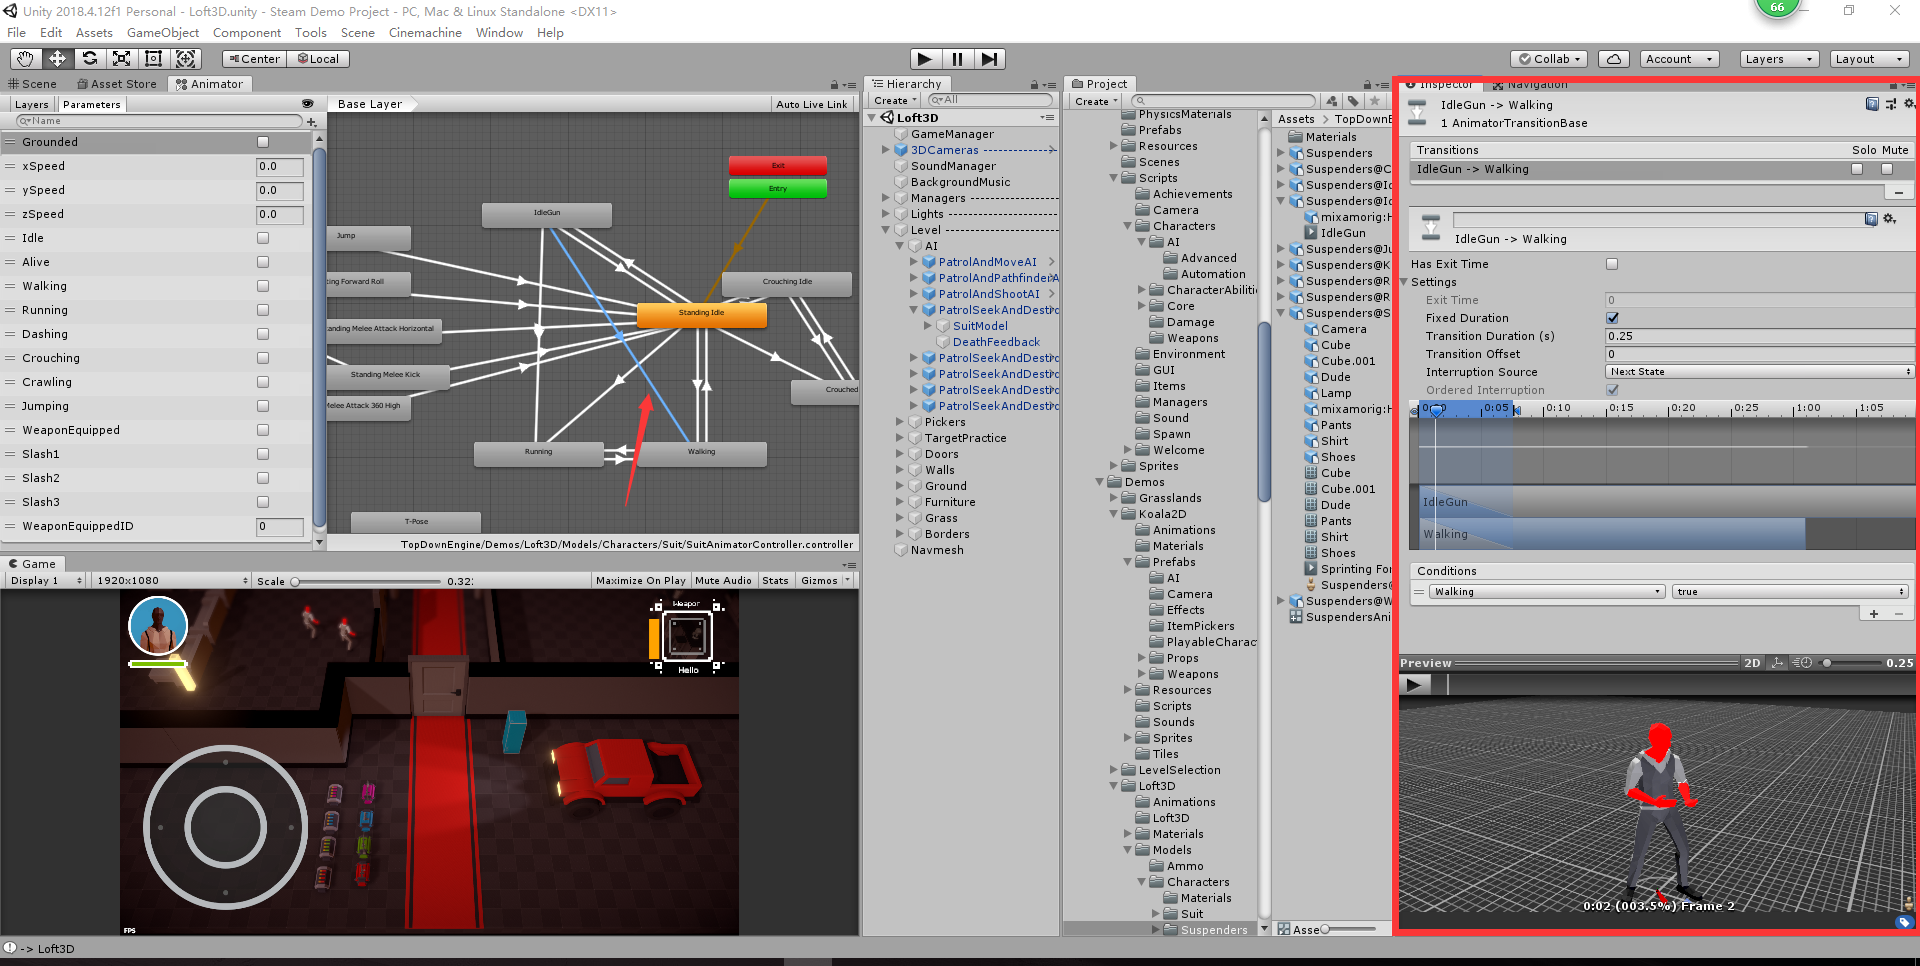 Unity 2018.4.12f1 Personal - Loft3D.unity - Steam Demo Project - PC, Mac & Linux Standalone <DX11>
66
File Edit Assets GameObject Component Tools Scene Cinemachine Window Help
Center Local
Collab Account Layers Layout
Scene Asset Store Animator
Layers Parameters
Base Layer
Auto Live Link
Name
Grounded
xSpeed 0.0
ySpeed 0.0
zSpeed 0.0
Idle
Alive
Walking
Running
Dashing
Crouching
Crawling
Jumping
WeaponEquipped
Slash1
Slash2
Slash3
WeaponEquippedID 0
Exit
Entry
IdleGun
Jump
ting Forward Roll
Crouching Idle
Standing Idle
anding Melee Attack Horizontal
Standing Melee Kick
Melee Attack 360 High
Crouched
Running
Walking
T-Pose
TopDownEngine/Demos/Loft3D/Models/Characters/Suit/SuitAnimatorController.controller
Game
Display 1 1920x1080 Scale 0.32: Maximize On Play Mute Audio Stats Gizmos
Weapor
Hello
FPS
-> Loft3D
Hierarchy
Create All
Loft3D
GameManager
3DCameras
SoundManager
BackgroundMusic
Managers
Lights
Level
AI
PatrolAndMoveAI
PatrolAndPathfinderA
PatrolAndShootAI
PatrolSeekAndDestro
SuitModel
DeathFeedback
PatrolSeekAndDestro
PatrolSeekAndDestro
PatrolSeekAndDestro
PatrolSeekAndDestro
Pickers
TargetPractice
Doors
Walls
Ground
Furniture
Grass
Borders
Navmesh
Project
Create
PhysicsMaterials
Prefabs
Resources
Scenes
Scripts
Achievements
Camera
Characters
AI
Advanced
Automation
CharacterAbiliti
Core
Damage
Weapons
Environment
GUI
Items
Managers
Sound
Spawn
Welcome
Sprites
Demos
Grasslands
Koala2D
Animations
Materials
Prefabs
AI
Camera
Effects
ItemPickers
PlayableCharac
Props
Weapons
Resources
Scripts
Sounds
Sprites
Tiles
LevelSelection
Loft3D
Animations
Loft3D
Materials
Models
Ammo
Characters
Materials
Suit
Suspenders
Assets TopDownE
Materials
Suspenders
Suspenders@C
Suspenders@Id
Suspenders@Id
mixamorig:H
IdleGun
Suspenders@Ju
Suspenders@K
Suspenders@R
Suspenders@R
Suspenders@S
Camera
Cube
Cube.001
Dude
Lamp
mixamorig:H
Pants
Shirt
Shoes
Cube
Cube.001
Dude
Pants
Shirt
Shoes
Sprinting For
Suspenders@
Suspenders@W
SuspendersAni
Asse
Inspector Navigation
IdleGun -> Walking
1 AnimatorTransitionBase
Transitions Solo Mute
IdleGun -> Walking
IdleGun -> Walking
Has Exit Time
Settings
Exit Time 0
Fixed Duration
Transition Duration (s) 0.25
Transition Offset 0
Interruption Source Next State
Ordered Interruption
0:00 0:05 0:10 0:15 0:20 0:25 1:00 1:05
IdleGun
Walking
Conditions
Walking true
Preview 2D 0.25
0:02 (003.5%) Frame 2